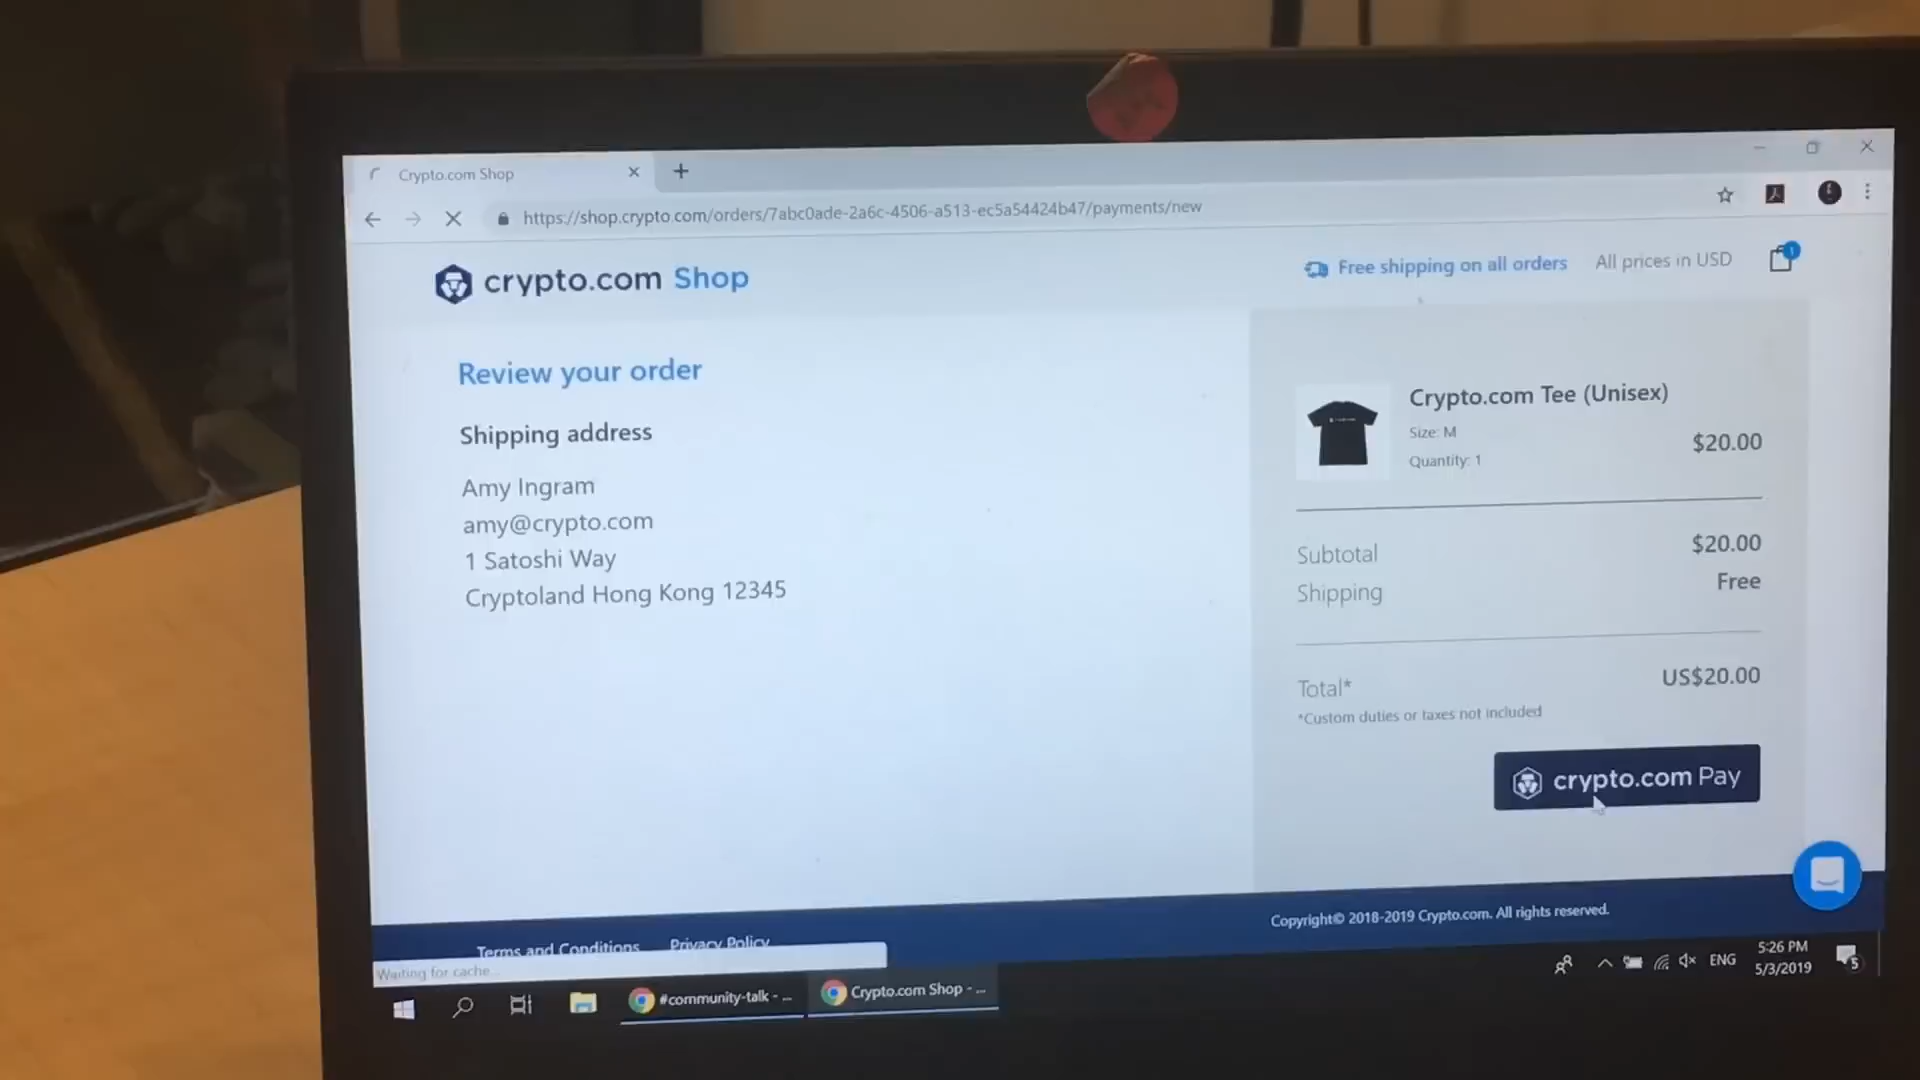 Crypto.com Shop
https://shop.crypto.com/orders/7abc0ade-2a6c-4506-a513-ec5a54424b47/payments/new
crypto.com Shop
Free shipping on all orders
All prices in USD
1
Review your order
Shipping address
Amy Ingram
amy@crypto.com
1 Satoshi Way
Cryptoland Hong Kong 12345
Crypto.com Tee (Unisex)
Size: M
Quantity: 1
$20.00
Subtotal
$20.00
Shipping
Free
Total*
US$20.00
*Custom duties or taxes not included
crypto.com Pay
Terms and Conditions
Privacy Policy
Copyright© 2018-2019 Crypto.com. All rights reserved.
Waiting for cache...
#community-talk - ...
Crypto.com Shop - ...
ENG
5:26 PM
5/3/2019
5